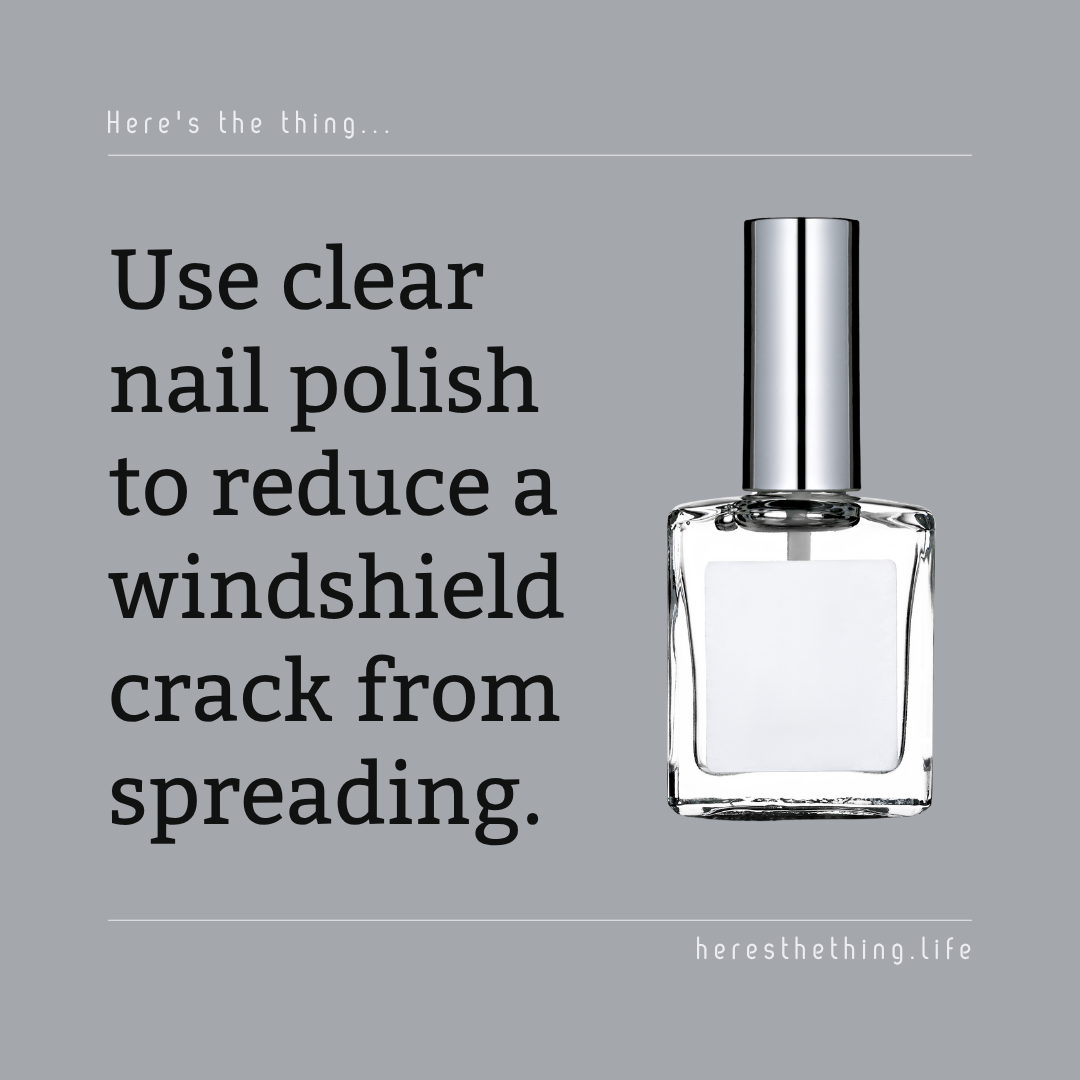 Here's the thing...
Use clear
nail polish
to reduce a
windshield
crack from
spreading.
heresthething.life